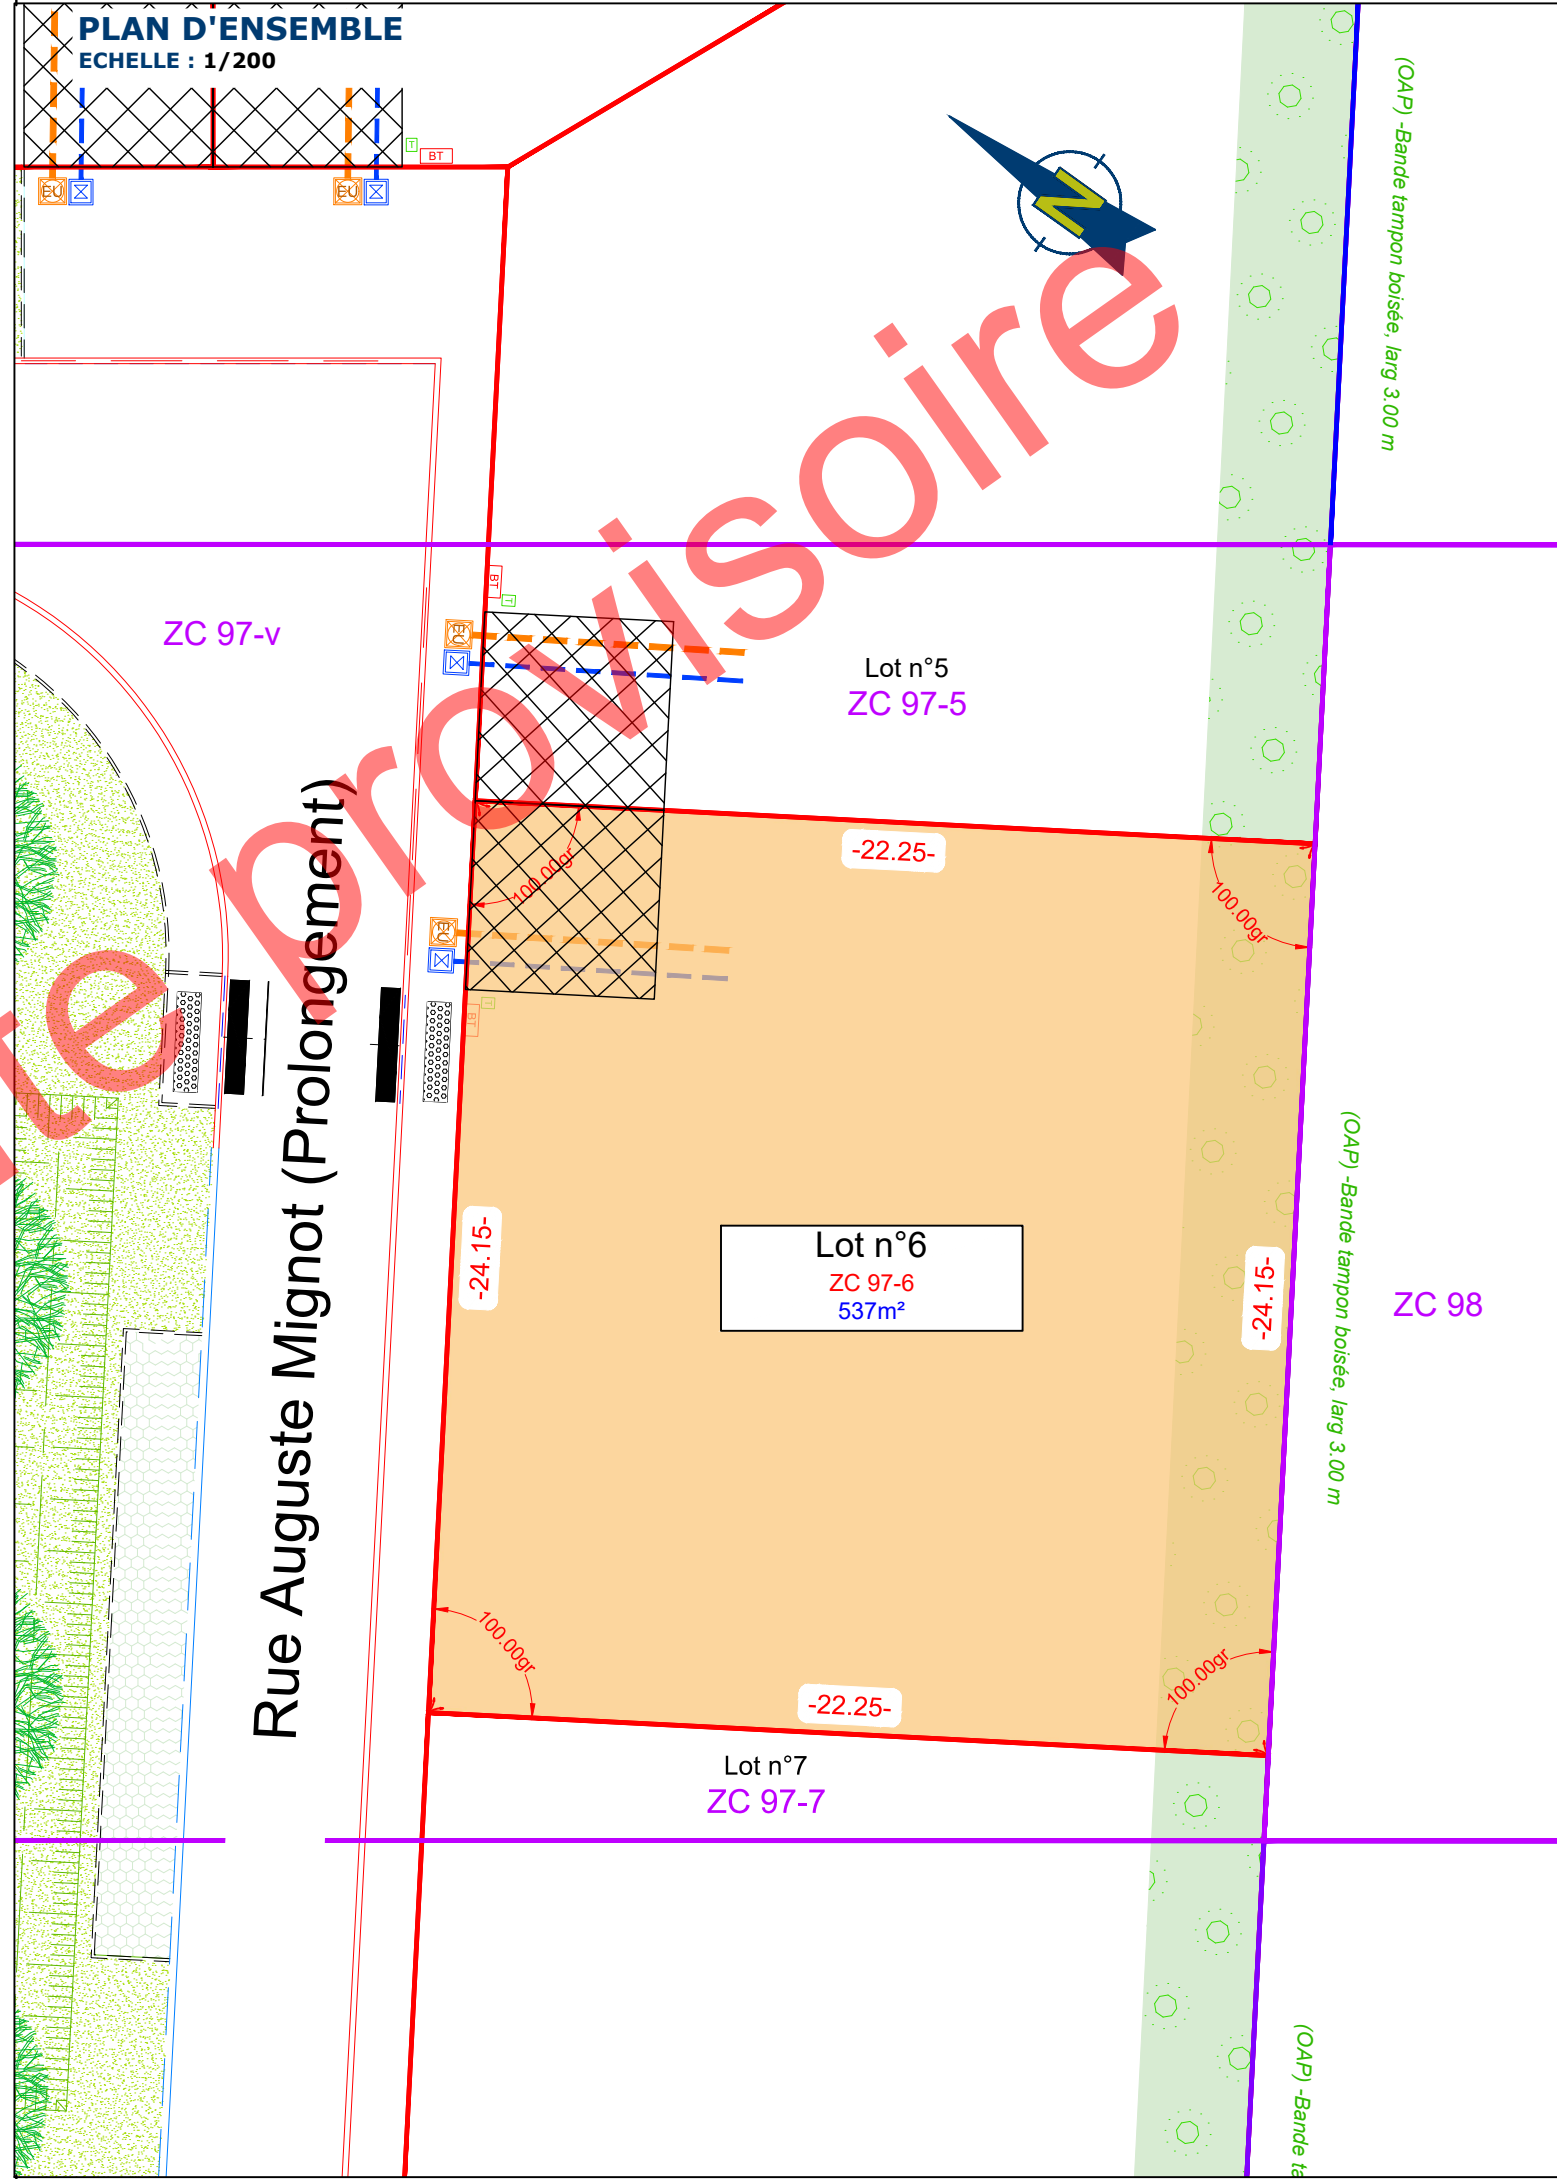 PLAN D'ENSEMBLE
ECHELLE : 1/200
T
BT
EU
EU
N
(OAP) -Bande tampon boisée, larg 3.00 m
provisoire
ZC 97-v
BT
T
EU
Lot n°5
ZC 97-5
-22.25-
100.00gr
100.00gr
EU
T
BT
Rue Auguste Mignot (Prolongement)
-24.15-
Lot n°6
ZC 97-6
537m²
-24.15-
(OAP) -Bande tampon boisée, larg 3.00 m
ZC 98
100.00gr
100.00gr
-22.25-
Lot n°7
ZC 97-7
(OAP) -Bande